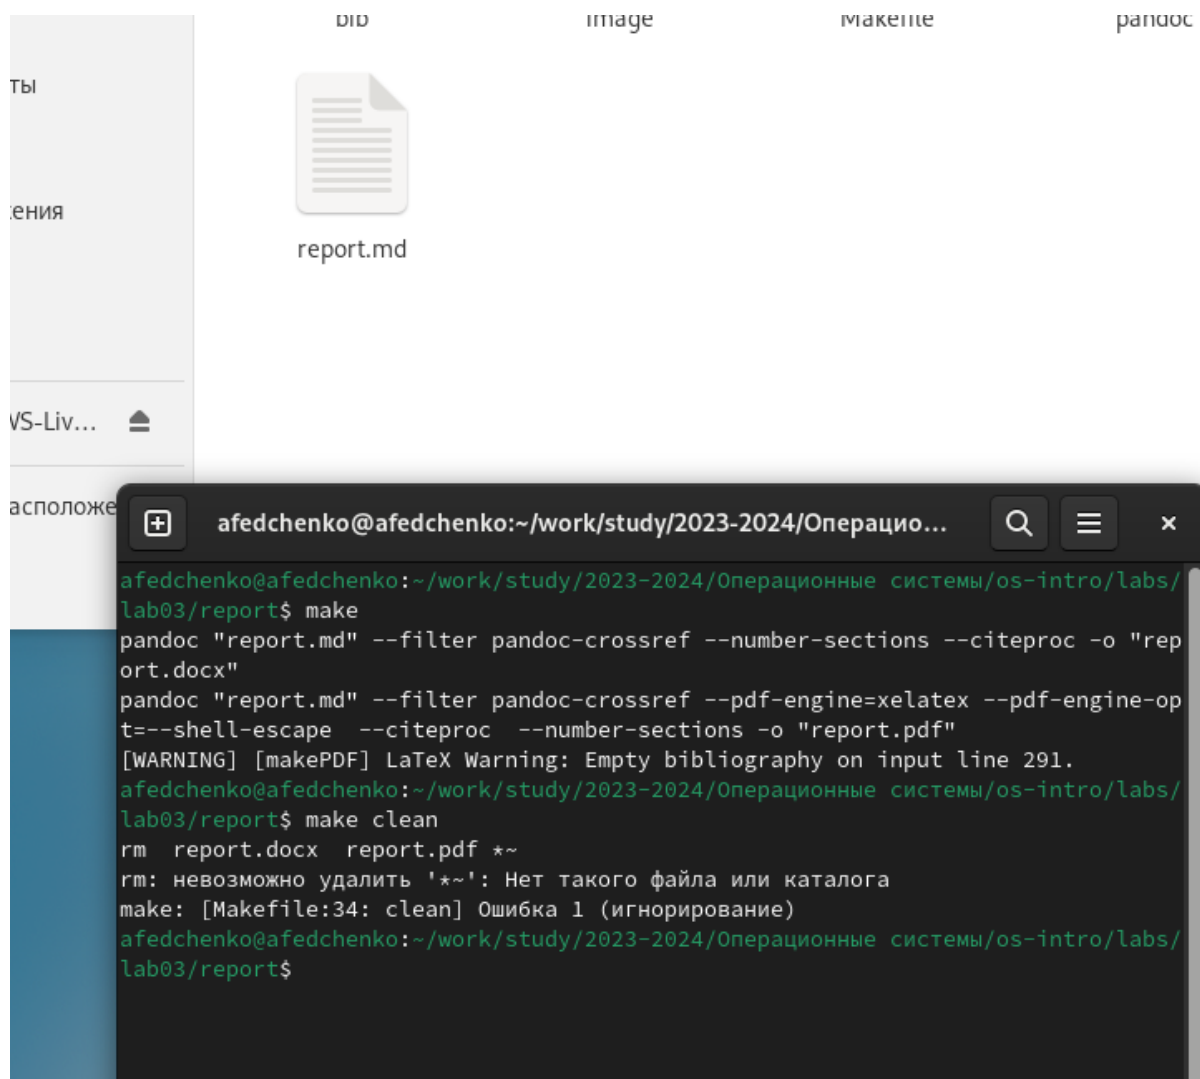 bib image Makefile pandoc
ты
report.md
WS-Liv...
afedchenko@afedchenko:~/work/study/2023-2024/Операцио...
afedchenko@afedchenko:~/work/study/2023-2024/Операционные системы/os-intro/labs/
lab03/report$ make
pandoc "report.md" --filter pandoc-crossref --number-sections --citeproc -o "rep
ort.docx"
pandoc "report.md" --filter pandoc-crossref --pdf-engine=xelatex --pdf-engine-op
t=--shell-escape  --citeproc  --number-sections -o "report.pdf"
[WARNING] [makePDF] LaTeX Warning: Empty bibliography on input line 291.
afedchenko@afedchenko:~/work/study/2023-2024/Операционные системы/os-intro/labs/
lab03/report$ make clean
rm  report.docx  report.pdf *~
rm: невозможно удалить '*~': Нет такого файла или каталога
make: [Makefile:34: clean] Ошибка 1 (игнорирование)
afedchenko@afedchenko:~/work/study/2023-2024/Операционные системы/os-intro/labs/
lab03/report$